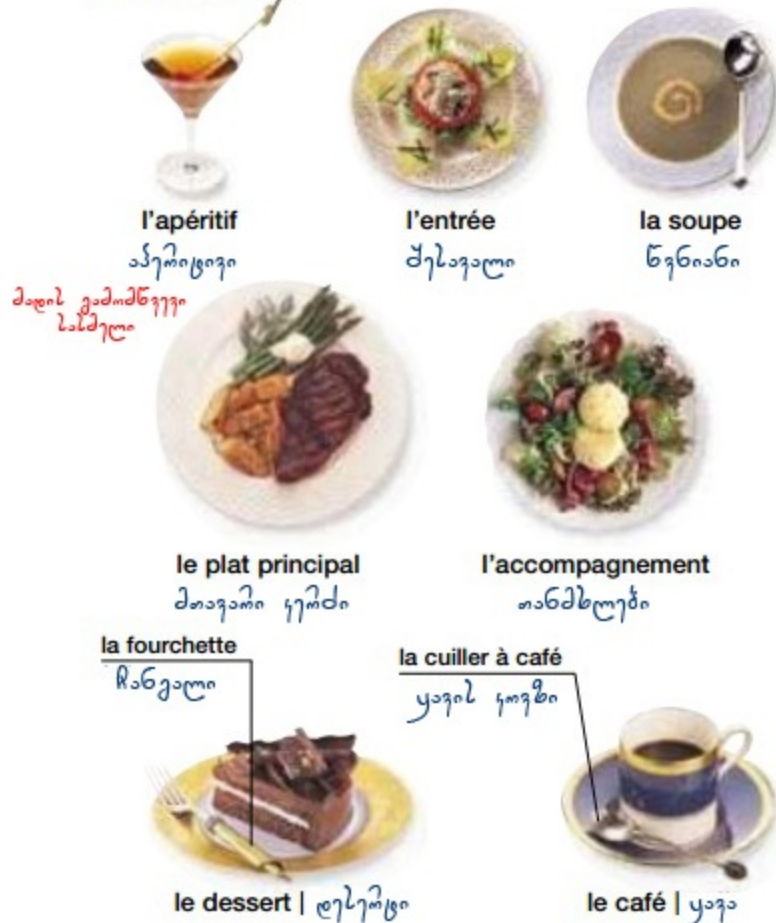 l'apéritif
აპერიტივი
l'entrée
შესავალი
la soupe
წვნიანი
მადის გამომწვევი
სასმელი
le plat principal
მთავარი კერძი
l'accompagnement
თანმხლები
la fourchette
ჩანგალი
la cuiller à café
ყავის კოვზი
le dessert | დესერტი
le café | ყავა